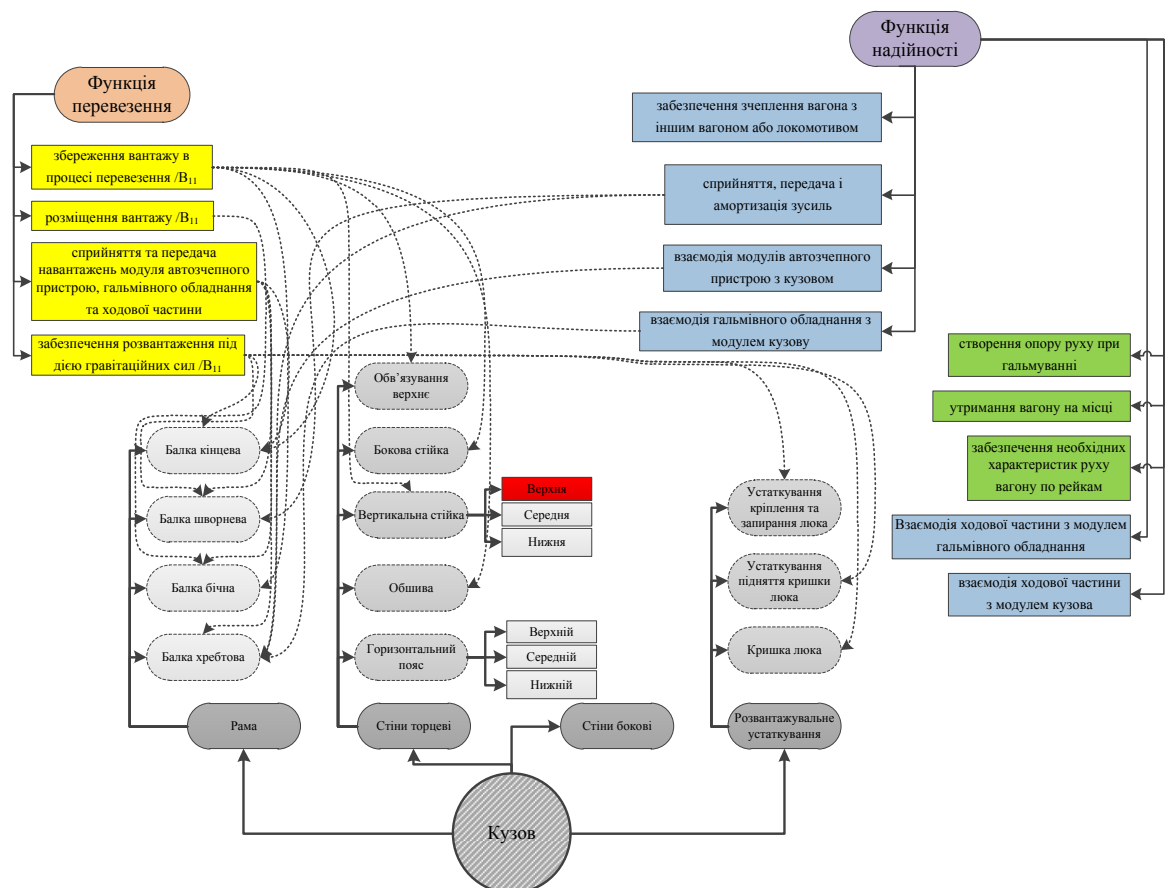 Функція
надійності
Функція
перевезення
забезпечення зчеплення вагона з
іншим вагоном або локомотивом
збереження вантажу в
процесі перевезення /В11
розміщення вантажу /В11
сприйняття та передача
навантажень модуля автозчепного
пристрою, гальмівного обладнання
та ходової частини
забезпечення розвантаження під
дією гравітаційних сил /В11
сприйняття, передача і
амортизація зусиль
взаємодія модулів автозчепного
пристрою з кузовом
взаємодія гальмівного обладнання з
модулем кузову
створення опору руху при
гальмуванні
утримання вагону на місці
забезпечення необхідних
характеристик руху
вагону по рейкам
Взаємодія ходової частини з модулем
гальмівного обладнання
взаємодія ходової частини
з модулем кузова
Балка кінцева
Балка шворнева
Балка бічна
Балка хребтова
Рама
Обв’язування
верхнє
Бокова стійка
Вертикальна стійка
Верхня
Середня
Нижня
Обшива
Горизонтальний
пояс
Верхній
Середній
Нижній
Стіни торцеві
Стіни бокові
Устаткування
кріплення та
запирання люка
Устаткування
підняття кришки
люка
Кришка люка
Розвантажувальне
устаткування
Кузов